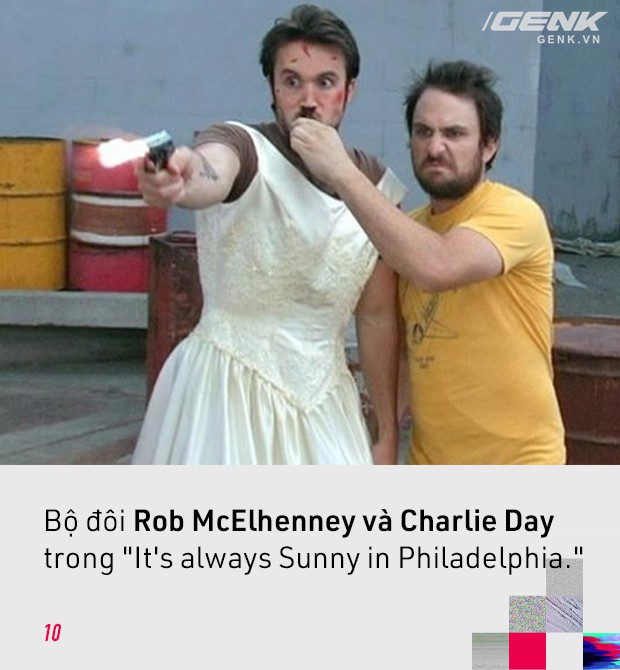 /GENK
GENK.VN
Bộ đôi Rob McElhenney và Charlie Day
trong "It's always Sunny in Philadelphia."
10